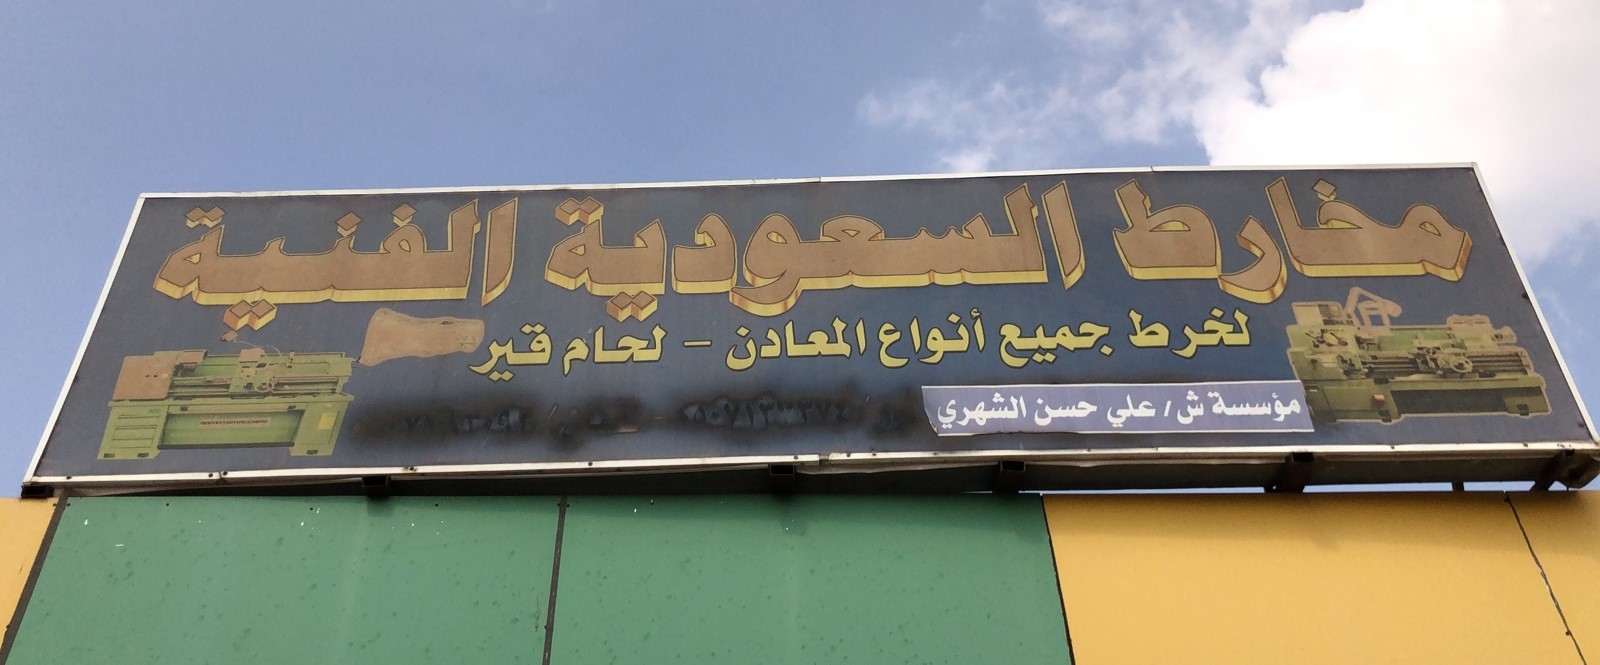 مخارط السعودية الفنية
لخرط جميع أنواع المعادن - لحام قير
مؤسسة ش/ علي حسن الشهري